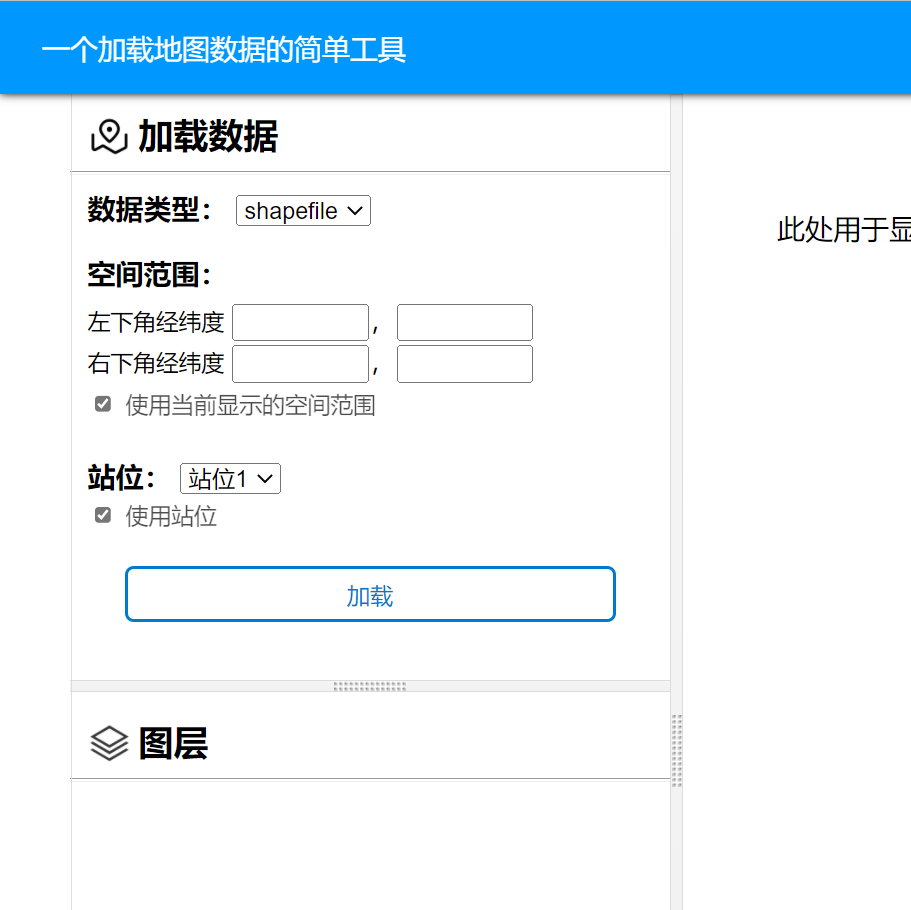 一个加载地图数据的简单工具
加载数据
数据类型： shapefile
此处用于显
空间范围：
左下角经纬度 ，
右下角经纬度 ，
使用当前显示的空间范围
站位： 站位1
使用站位
加载
图层